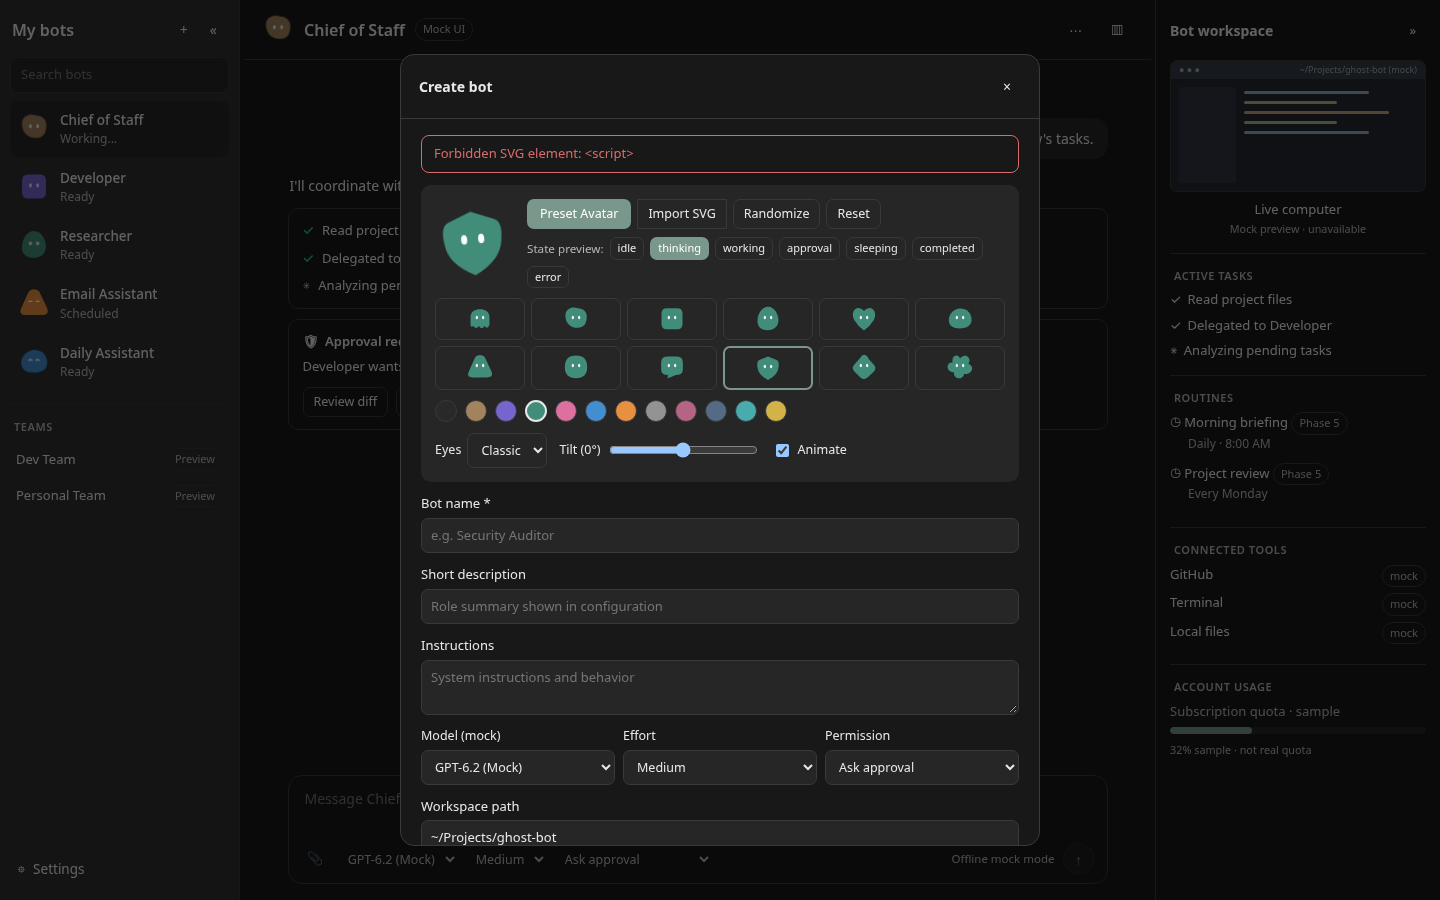 My bots
+
«
Search bots
Chief of Staff
Working...
Developer
Ready
Researcher
Ready
Email Assistant
Scheduled
Daily Assistant
Ready
TEAMS
Dev Team
Preview
Personal Team
Preview
Settings
Chief of Staff
Mock UI
...
's tasks.
I'll coordinate wit
Read project
Delegated to
Analyzing per
Approval req
Developer wants
Review diff
Message Chief
GPT-6.2 (Mock)
Medium
Ask approval
Offline mock mode
↑
Create bot
×
Forbidden SVG element: <script>
Preset Avatar
Import SVG
Randomize
Reset
State preview:
idle
thinking
working
approval
sleeping
completed
error
Eyes
Classic
Tilt (0°)
Animate
Bot name *
e.g. Security Auditor
Short description
Role summary shown in configuration
Instructions
System instructions and behavior
Model (mock)
Effort
Permission
GPT-6.2 (Mock)
Medium
Ask approval
Workspace path
~/Projects/ghost-bot
Bot workspace
»
~/Projects/ghost-bot (mock)
Live computer
Mock preview · unavailable
ACTIVE TASKS
Read project files
Delegated to Developer
Analyzing pending tasks
ROUTINES
Morning briefing
Phase 5
Daily · 8:00 AM
Project review
Phase 5
Every Monday
CONNECTED TOOLS
GitHub
mock
Terminal
mock
Local files
mock
ACCOUNT USAGE
Subscription quota · sample
32% sample · not real quota